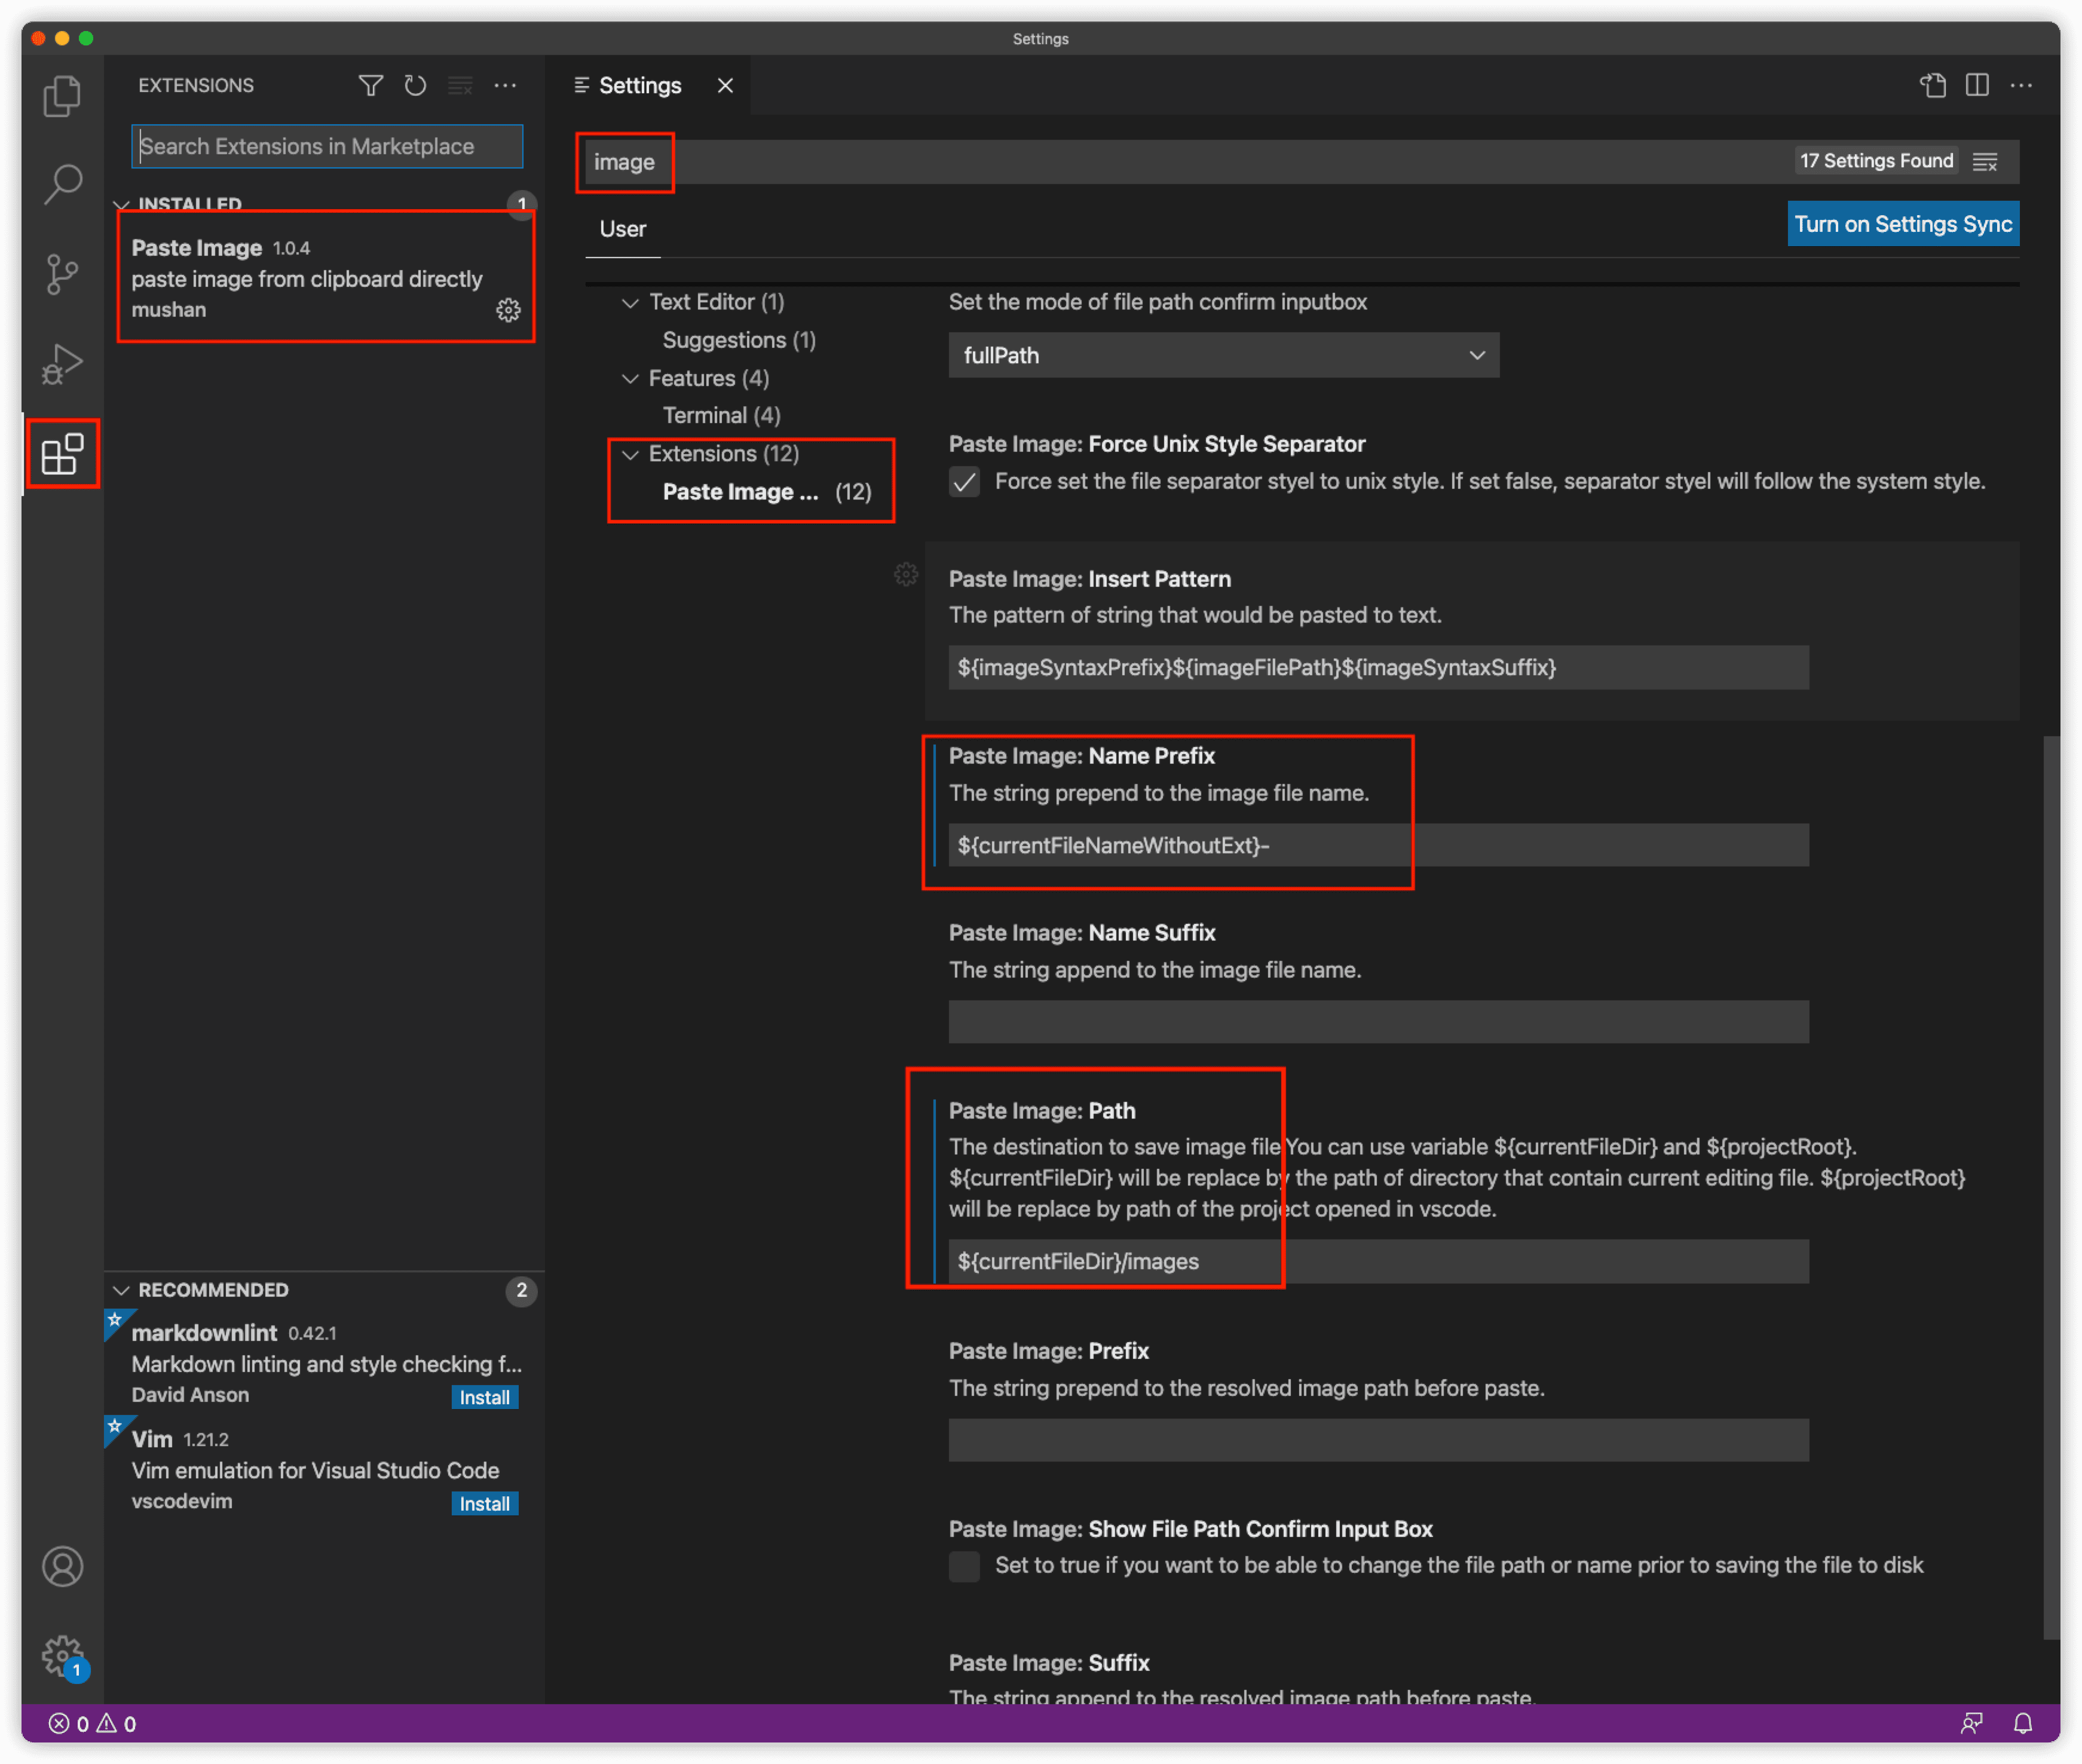 Settings
EXTENSIONS
Search Extensions in Marketplace
INSTALLED
1
Paste Image 1.0.4
paste image from clipboard directly
mushan
RECOMMENDED
2
markdownlint 0.42.1
Markdown linting and style checking f...
David Anson
Install
Vim 1.21.2
Vim emulation for Visual Studio Code
vscodevim
Install
1
Settings
image
17 Settings Found
User
Turn on Settings Sync
Text Editor (1)
Suggestions (1)
Features (4)
Terminal (4)
Extensions (12)
Paste Image ... (12)
Set the mode of file path confirm inputbox
fullPath
Paste Image: Force Unix Style Separator
Force set the file separator styel to unix style. If set false, separator styel will follow the system style.
Paste Image: Insert Pattern
The pattern of string that would be pasted to text.
${imageSyntaxPrefix}${imageFilePath}${imageSyntaxSuffix}
Paste Image: Name Prefix
The string prepend to the image file name.
${currentFileNameWithoutExt}-
Paste Image: Name Suffix
The string append to the image file name.
Paste Image: Path
The destination to save image file.You can use variable ${currentFileDir} and ${projectRoot}.
${currentFileDir} will be replace by the path of directory that contain current editing file. ${projectRoot}
will be replace by path of the project opened in vscode.
${currentFileDir}/images
Paste Image: Prefix
The string prepend to the resolved image path before paste.
Paste Image: Show File Path Confirm Input Box
Set to true if you want to be able to change the file path or name prior to saving the file to disk
Paste Image: Suffix
The string append to the resolved image path before paste.
0 0